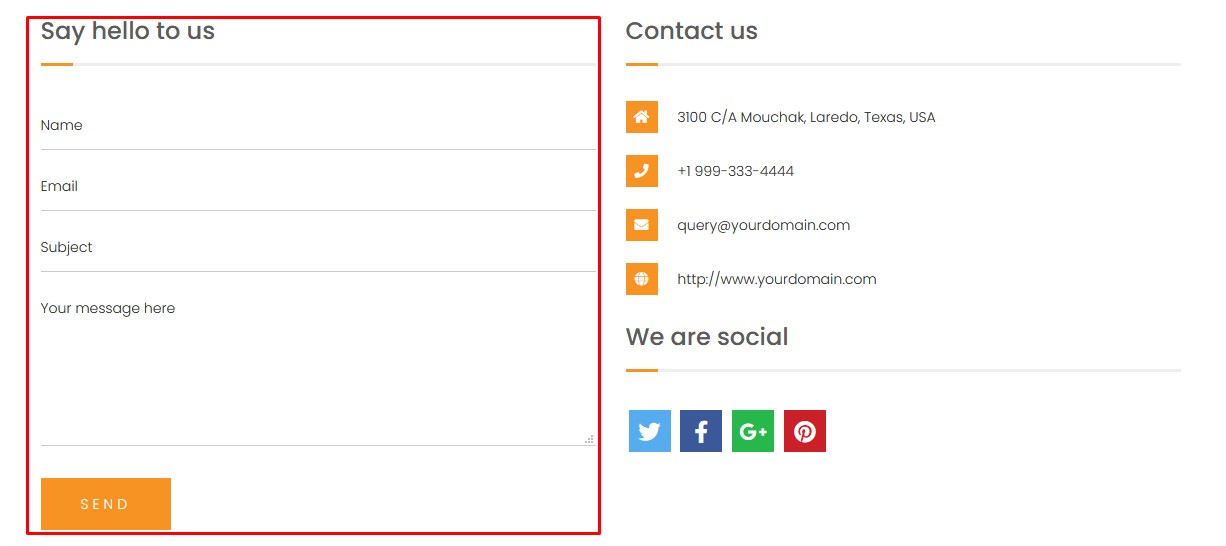 Say hello to us
Name
Email
Subject
Your message here
SEND
Contact us
3100 C/A Mouchak, Laredo, Texas, USA
+1 999-333-4444
query@yourdomain.com
http://www.yourdomain.com
We are social